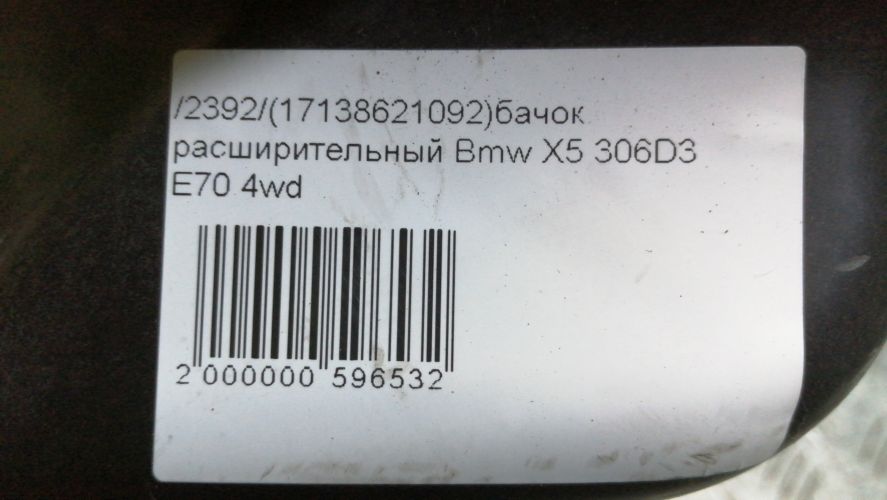 /2392/(17138621092)бачок
расширительный Bmw X5 306D3
E70 4wd
2 000000 596532